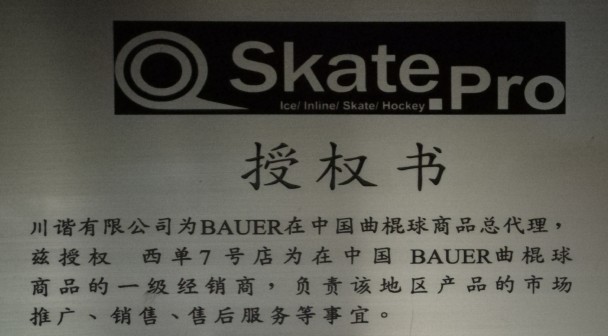 Skate.Pro
Ice/ Inline/ Skate/ Hockey
授权书
川谐有限公司为BAUER在中国曲棍球商品总代理，
兹授权 西单7号店为在中国 BAUER曲棍球
商品的一级经销商，负责该地区产品的市场
推广、销售、售后服务等事宜。